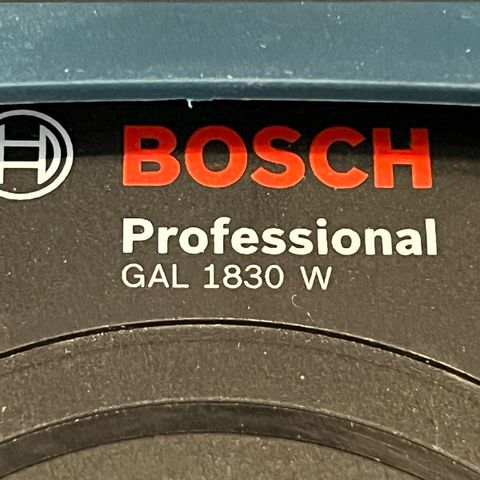 BOSCH
Professional
GAL 1830 W